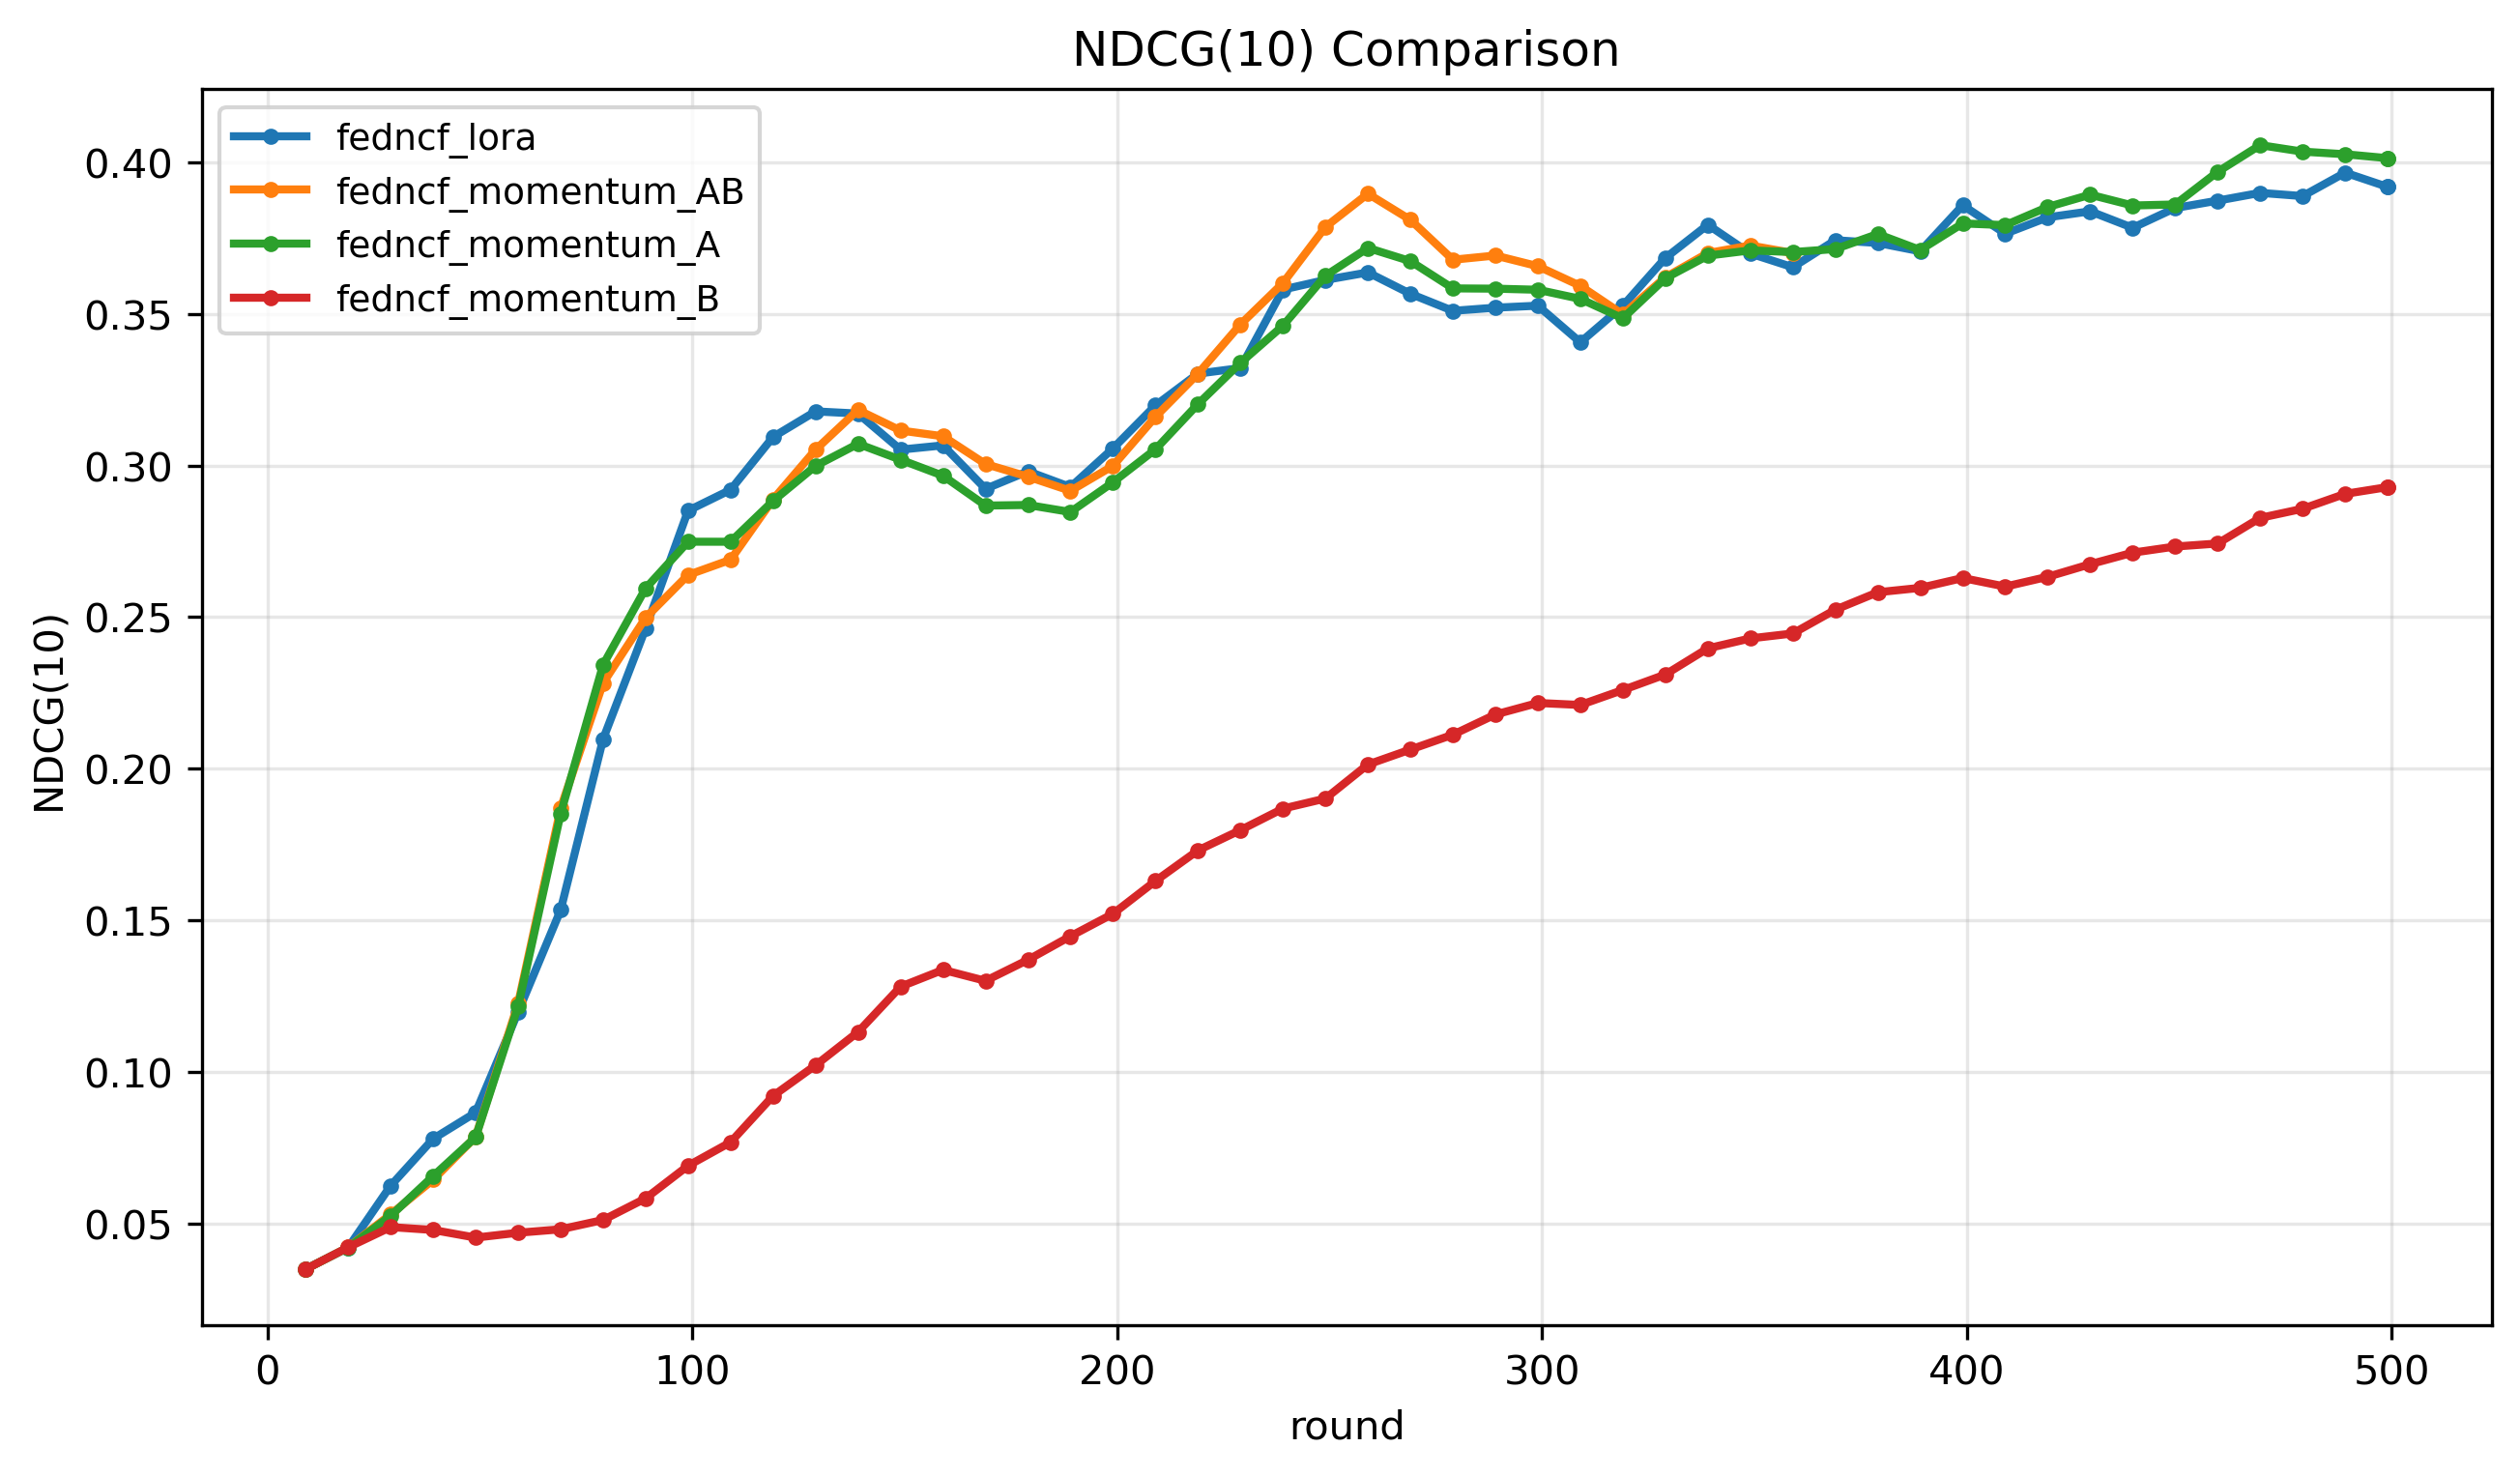 NDCG(10) Comparison
fedncf_lora
fedncf_momentum_AB
fedncf_momentum_A
fedncf_momentum_B
NDCG(10)
0.40
0.35
0.30
0.25
0.20
0.15
0.10
0.05
0 100 200 300 400 500
round